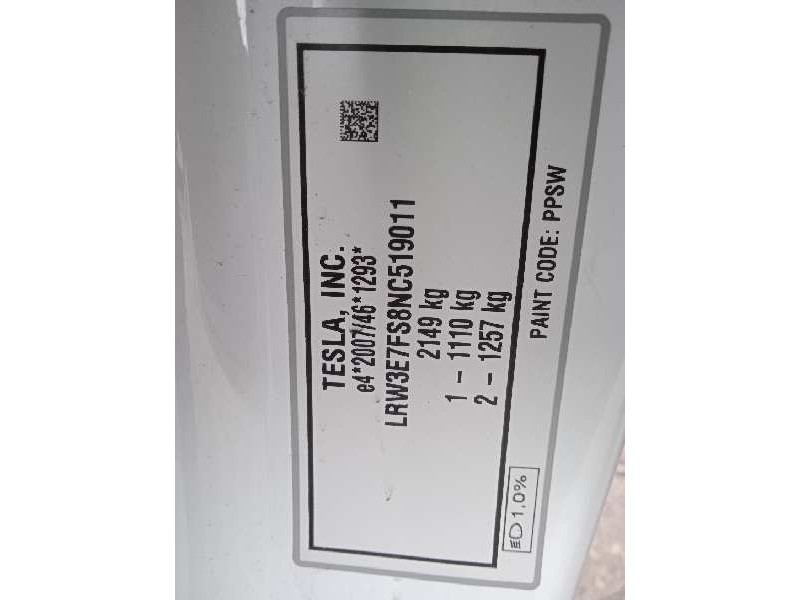 TESLA, INC.
e4*2007/46*1293*
LRW3E7FS8NC519011
2149 kg
1 - 1110 kg
2 - 1257 kg
PAINT CODE: PPSW
1,0%